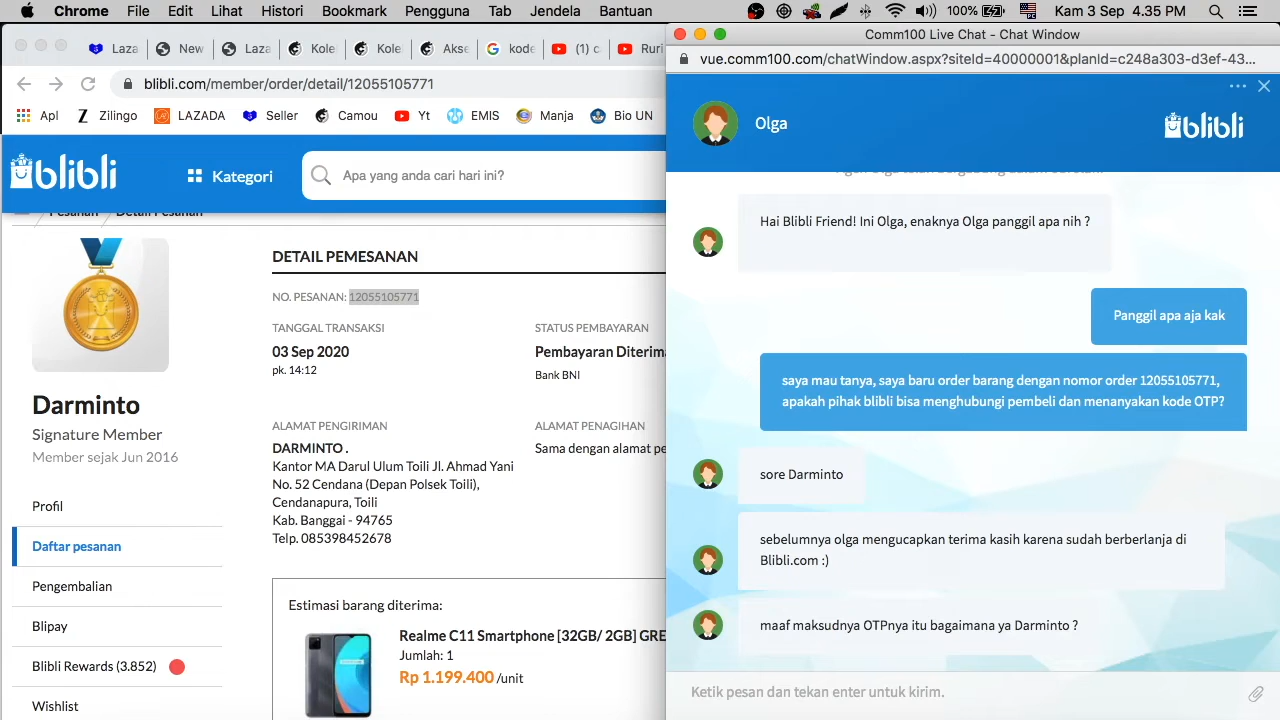 Chrome File Edit Lihat Histori Bookmark Pengguna Tab Jendela Bantuan 100% Kam 3 Sep 4.35 PM
Laza New Laza Kole Kole Akse kode (1) c Ruri
blibli.com/member/order/detail/12055105771
Apl Zilingo LAZADA Seller Camou Yt EMIS Manja Bio UN
blibli Kategori Apa yang anda cari hari ini?
Pesanan Detail Pesanan
Darminto
Signature Member
Member sejak Jun 2016
Profil
Daftar pesanan
Pengembalian
Blipay
Blibli Rewards (3.852)
Wishlist
DETAIL PEMESANAN
NO. PESANAN: 12055105771
TANGGAL TRANSAKSI
03 Sep 2020
pk. 14:12
STATUS PEMBAYARAN
Pembayaran Diterima
Bank BNI
ALAMAT PENGIRIMAN
DARMINTO .
Kantor MA Darul Ulum Toili Jl. Ahmad Yani
No. 52 Cendana (Depan Polsek Toili),
Cendanapura, Toili
Kab. Banggai - 94765
Telp. 085398452678
ALAMAT PENAGIHAN
Sama dengan alamat pe
Estimasi barang diterima:
Realme C11 Smartphone [32GB/ 2GB] GRE
Jumlah: 1
Rp 1.199.400 /unit
Comm100 Live Chat - Chat Window
vue.comm100.com/chatWindow.aspx?siteId=40000001&planId=c248a303-d3ef-43...
Olga
blibli
Hai Blibli Friend! Ini Olga, enaknya Olga panggil apa nih ?
Panggil apa aja kak
saya mau tanya, saya baru order barang dengan nomor order 12055105771,
apakah pihak blibli bisa menghubungi pembeli dan menanyakan kode OTP?
sore Darminto
sebelumnya olga mengucapkan terima kasih karena sudah berberlanja di
Blibli.com :)
maaf maksudnya OTPnya itu bagaimana ya Darminto ?
Ketik pesan dan tekan enter untuk kirim.